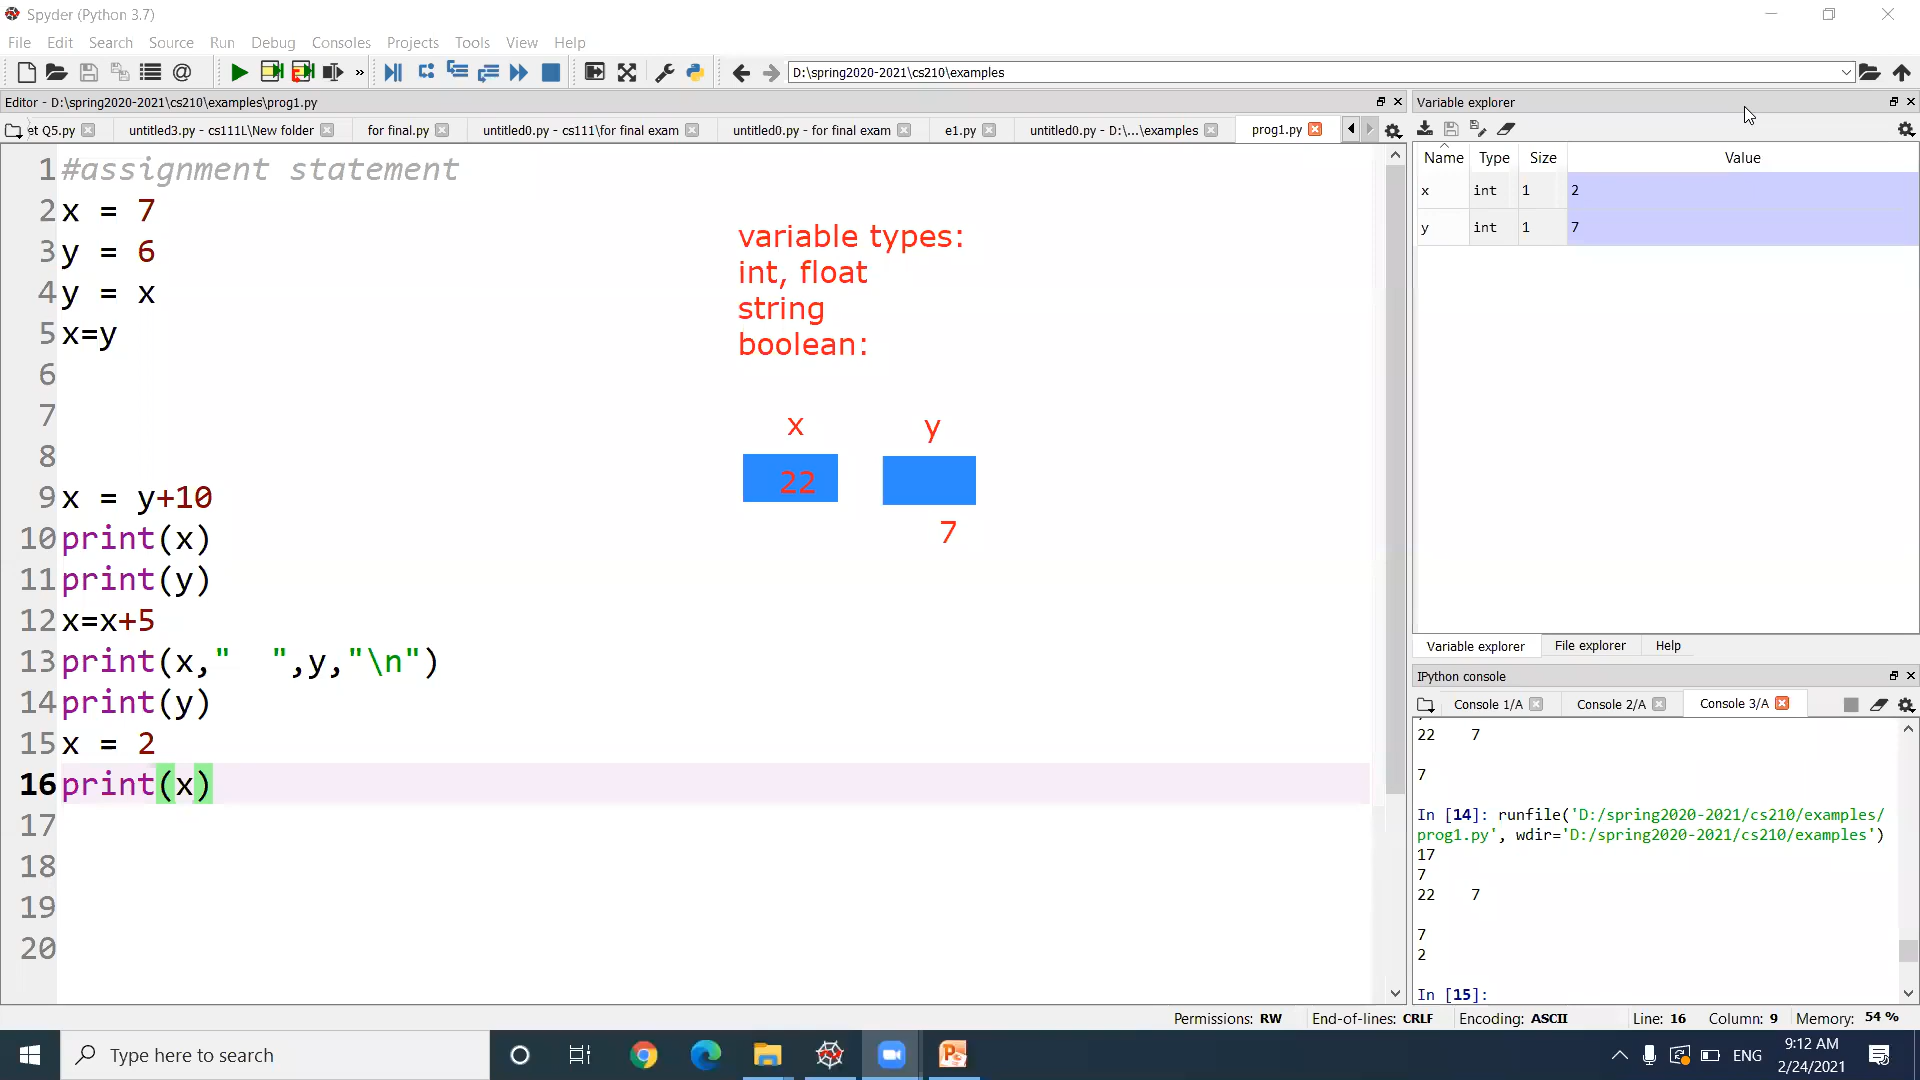 Spyder (Python 3.7)
File Edit Search Source Run Debug Consoles Projects Tools View Help
D:\spring2020-2021\cs210\examples
Editor - D:\spring2020-2021\cs210\examples\prog1.py
et Q5.py untitled3.py - cs111L\New folder for final.py untitled0.py - cs111\for final exam untitled0.py - for final exam e1.py untitled0.py - D:\...\examples prog1.py
1 #assignment statement
2 x = 7
3 y = 6
4 y = x
5 x=y
6
7
8
9 x = y+10
10 print(x)
11 print(y)
12 x=x+5
13 print(x,"  ",y,"\n")
14 print(y)
15 x = 2
16 print(x)
17
18
19
20
variable types:
int, float
string
boolean:
x y
22
7
Variable explorer
Name Type Size Value
x int 1 2
y int 1 7
Variable explorer File explorer Help
IPython console
Console 1/A Console 2/A Console 3/A
22    7
7
In [14]: runfile('D:/spring2020-2021/cs210/examples/
prog1.py', wdir='D:/spring2020-2021/cs210/examples')
17
7
22    7
7
2
In [15]:
Permissions: RW End-of-lines: CRLF Encoding: ASCII Line: 16 Column: 9 Memory: 54 %
Type here to search
ENG
9:12 AM
2/24/2021